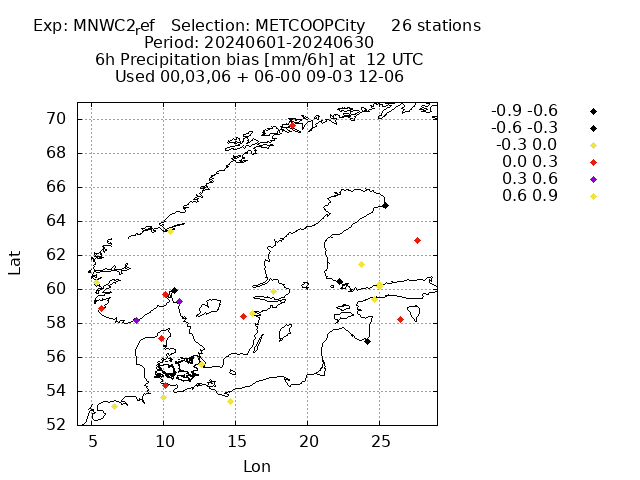 Exp: MNWC2ref   Selection: METCOOPCity     26 stations
Period: 20240601-20240630
6h Precipitation bias [mm/6h] at  12 UTC
Used 00,03,06 + 06-00 09-03 12-06
-0.9 -0.6
-0.6 -0.3
-0.3 0.0
0.0 0.3
0.3 0.6
0.6 0.9
Lat
70
68
66
64
62
60
58
56
54
52
5 10 15 20 25
Lon